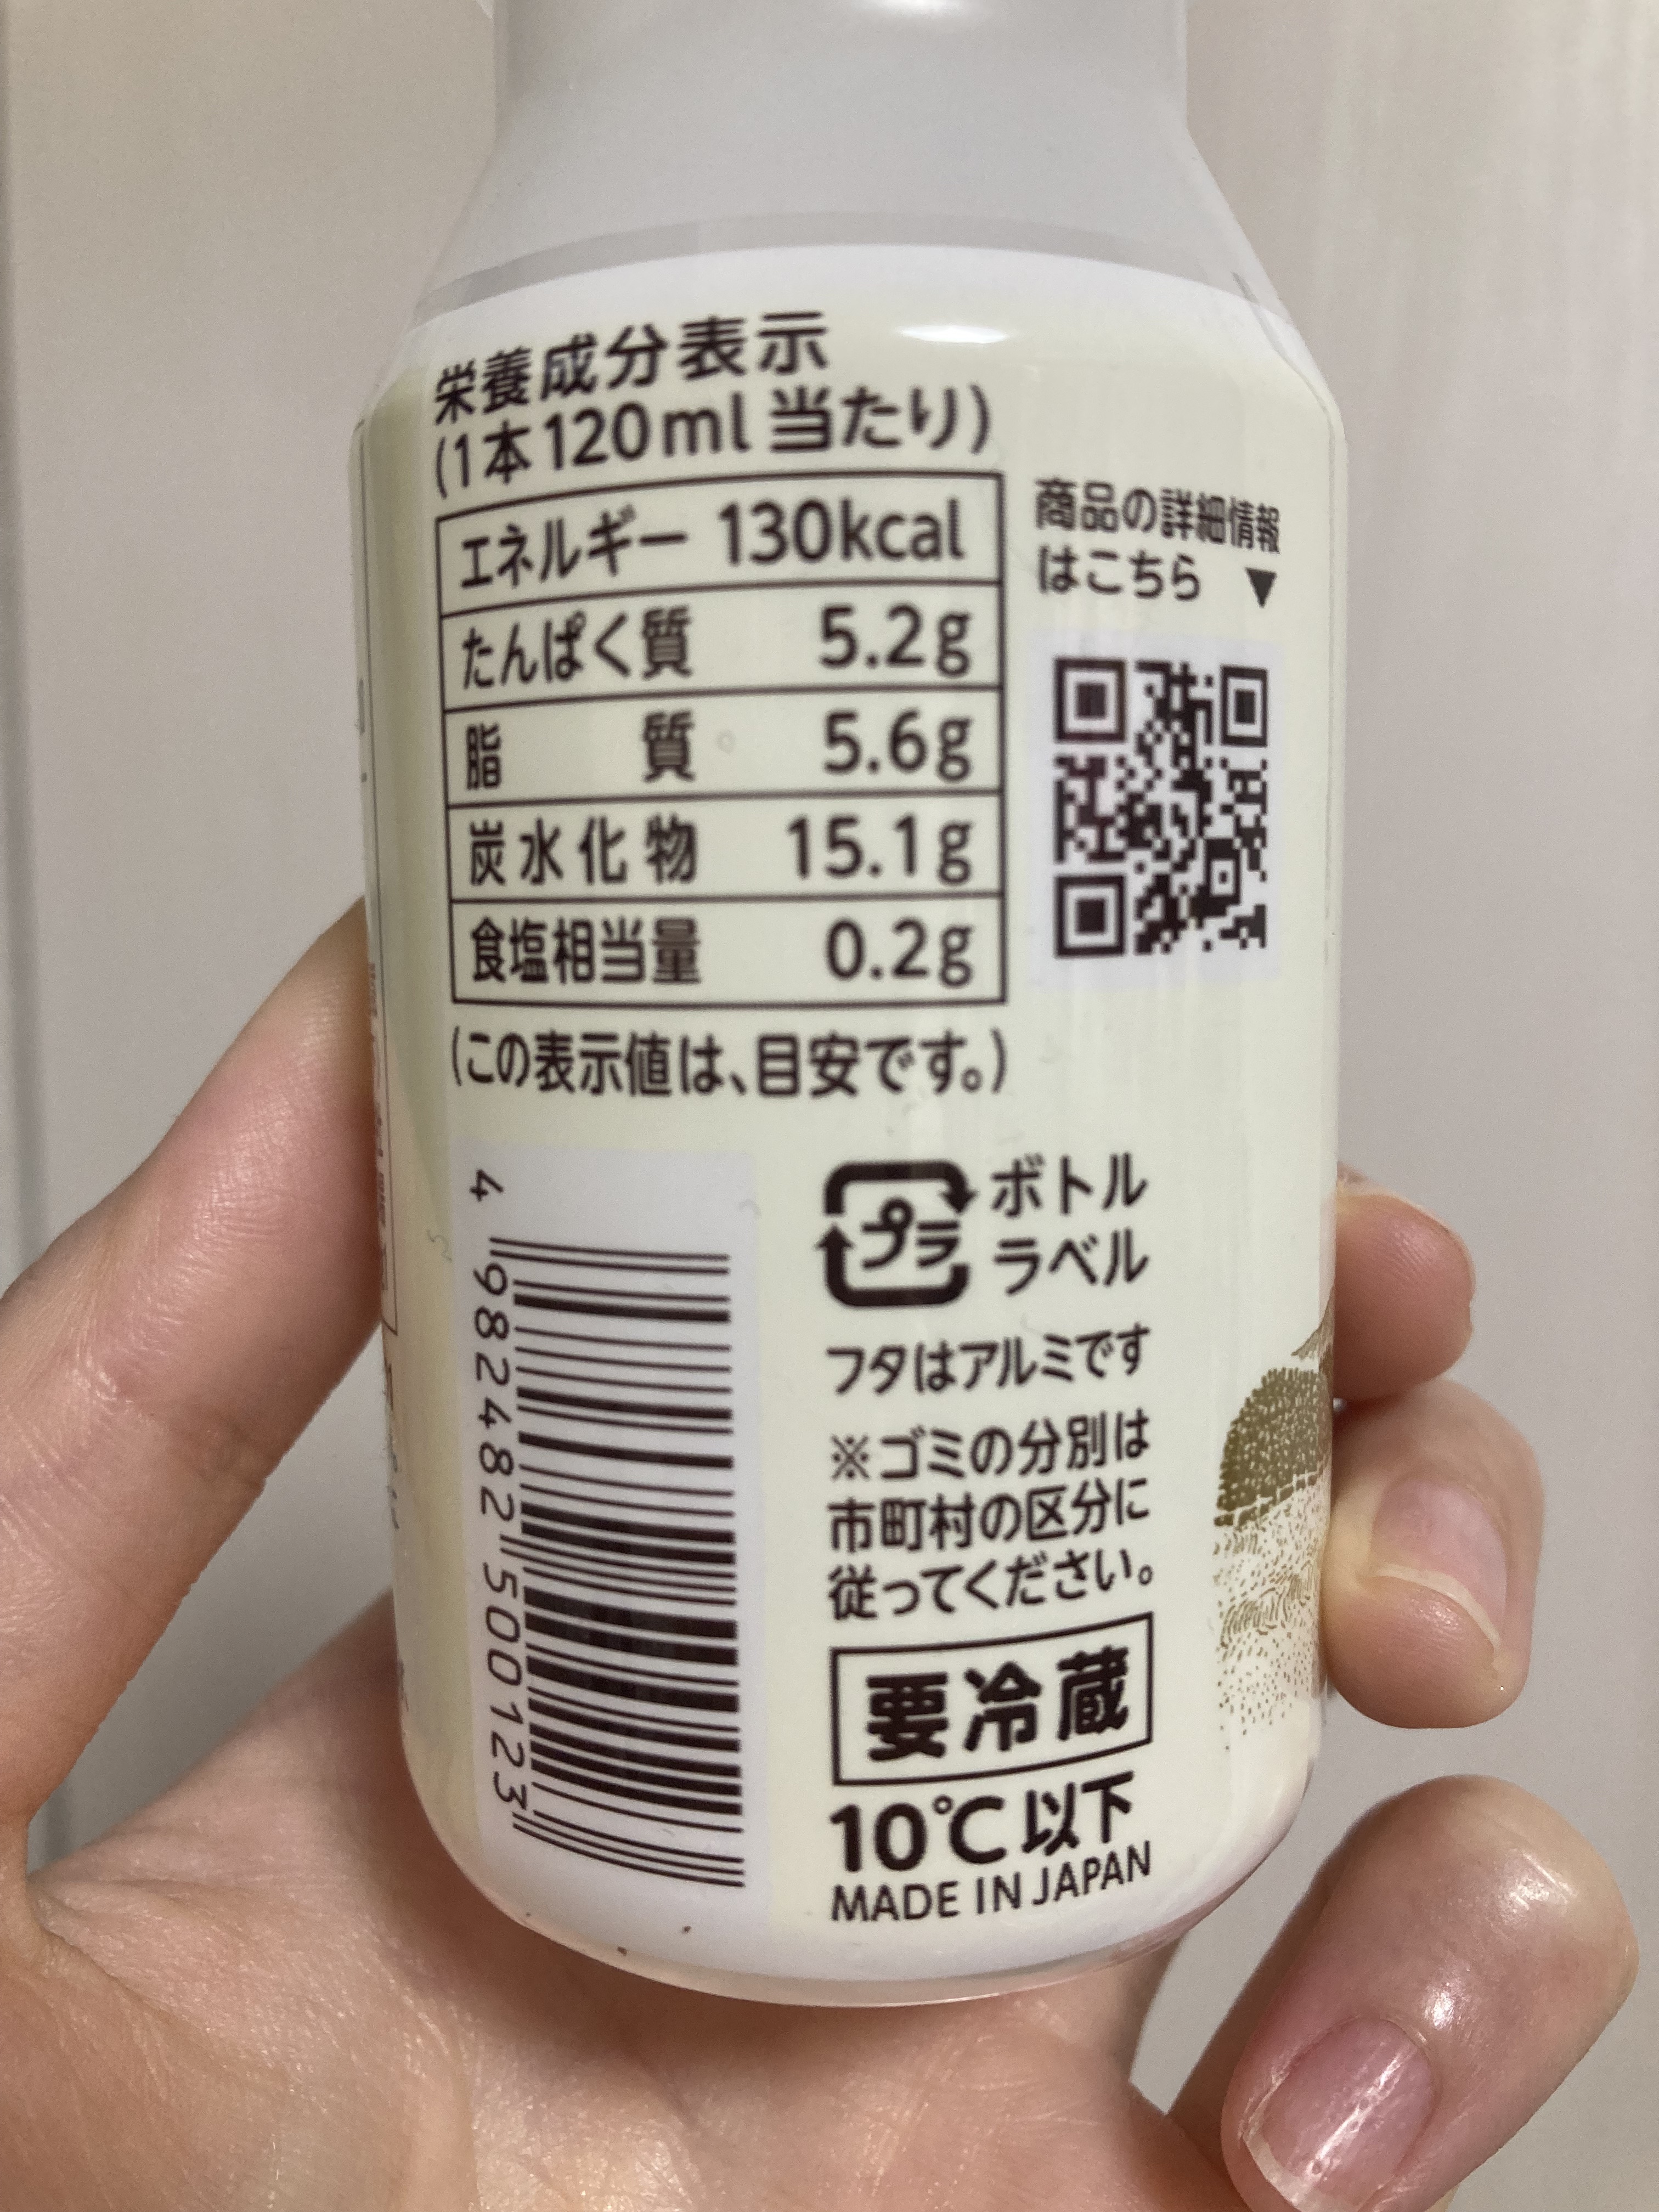 栄養成分表示
(1本120ml当たり)
エネルギー 130kcal
たんぱく質 5.2g
脂質 5.6g
炭水化物 15.1g
食塩相当量 0.2g
(この表示値は、目安です。)
商品の詳細情報
はこちら ▼
4 982482 500123
プラ
ボトル
ラベル
フタはアルミです
※ゴミの分別は
市町村の区分に
従ってください。
要冷蔵
10℃以下
MADE IN JAPAN